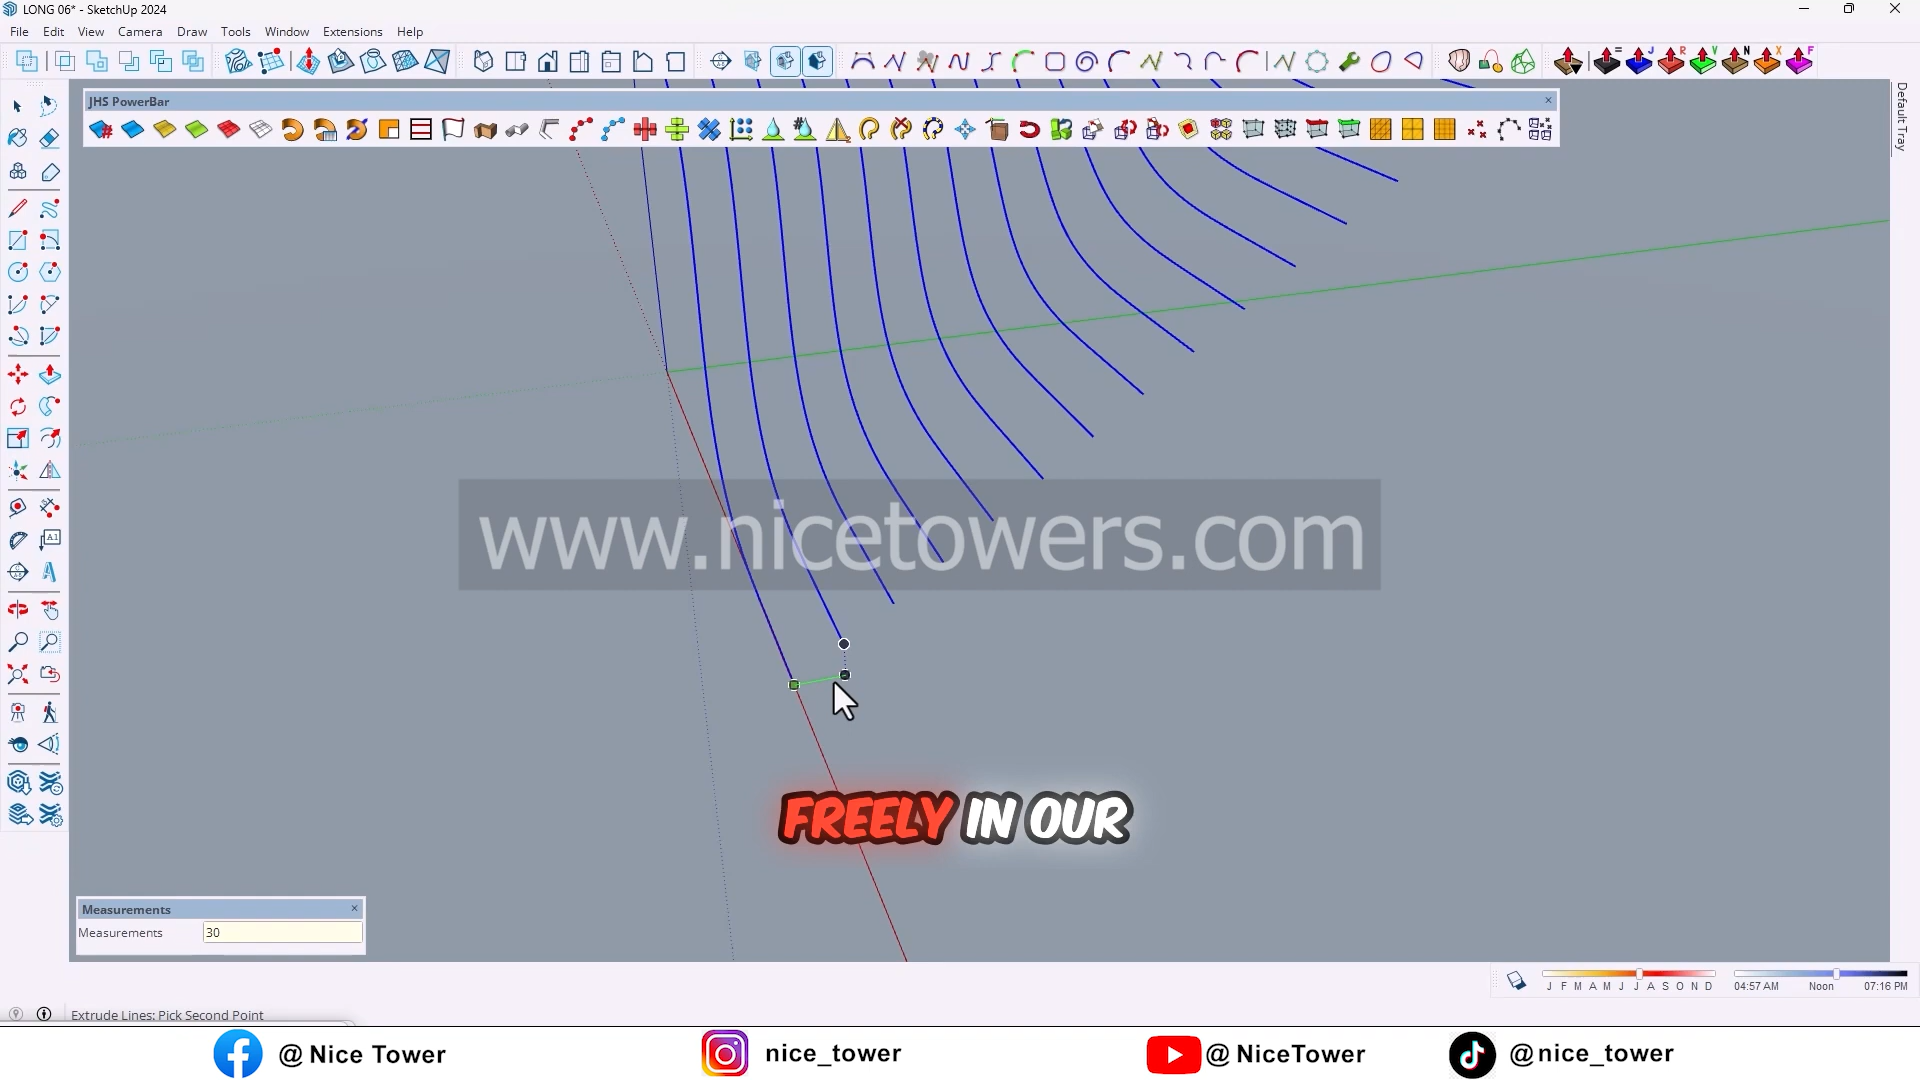 LONG 06* - SketchUp 2024
File Edit View Camera Draw Tools Window Extensions Help
JHS PowerBar
Default Tray
www.nicetowers.com
FREELY IN OUR
Measurements
Measurements 30
J F M A M J J A S O N D
04:57 AM Noon 07:16 PM
Extrude Lines: Pick Second Point
@ Nice Tower
nice_tower
@ NiceTower
@nice_tower